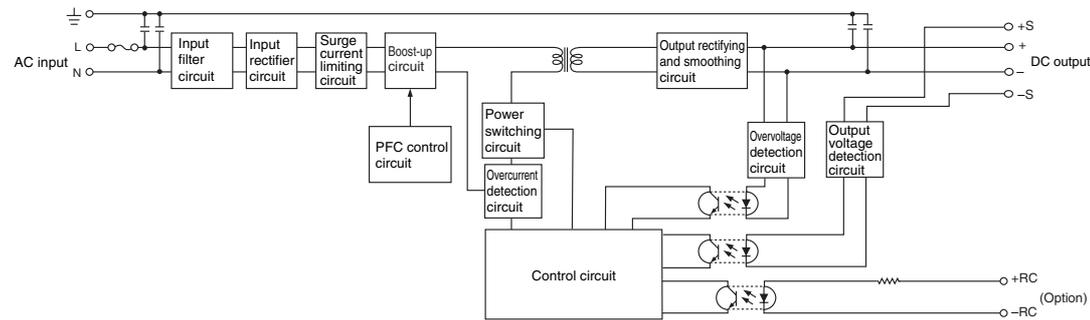 +S
L
AC input
N
Input
filter
circuit
Input
rectifier
circuit
Surge
current
limiting
circuit
Boost-up
circuit
Output rectifying
and smoothing
circuit
+
DC output
−
−S
PFC control
circuit
Power
switching
circuit
Overcurrent
detection
circuit
Overvoltage
detection
circuit
Output
voltage
detection
circuit
Control circuit
+RC
(Option)
−RC